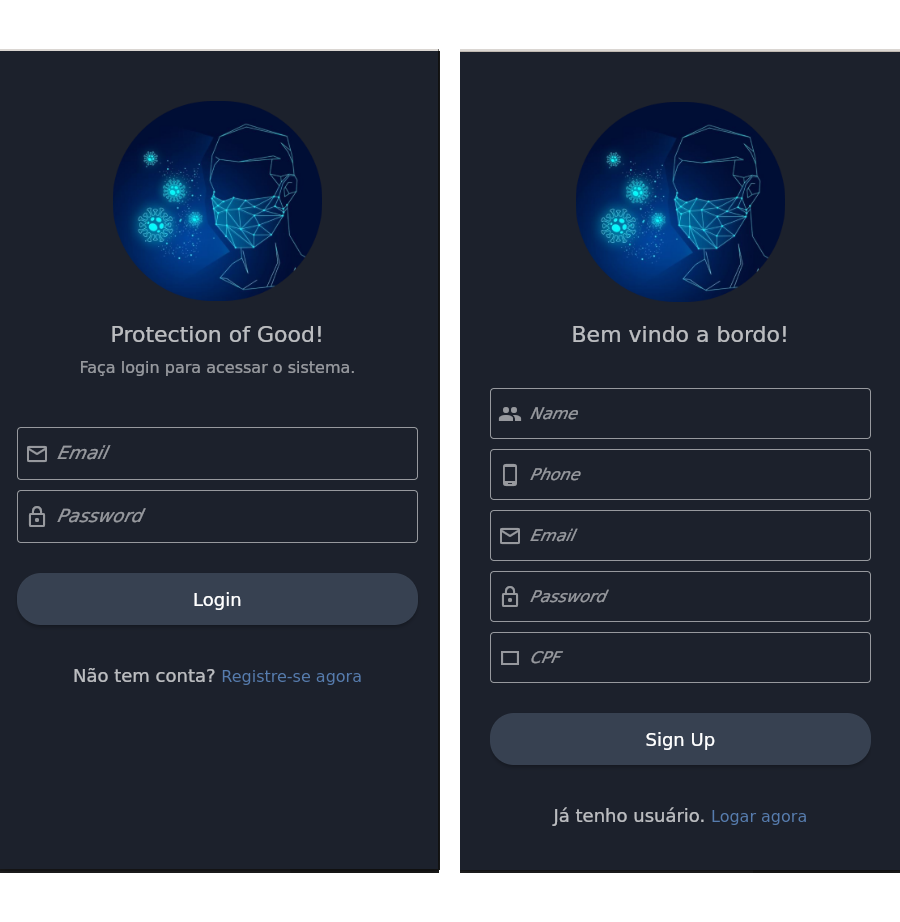 Protection of Good!
Faça login para acessar o sistema.
Email
Password
Login
Não tem conta? Registre-se agora
Bem vindo a bordo!
Name
Phone
Email
Password
CPF
Sign Up
Já tenho usuário. Logar agora